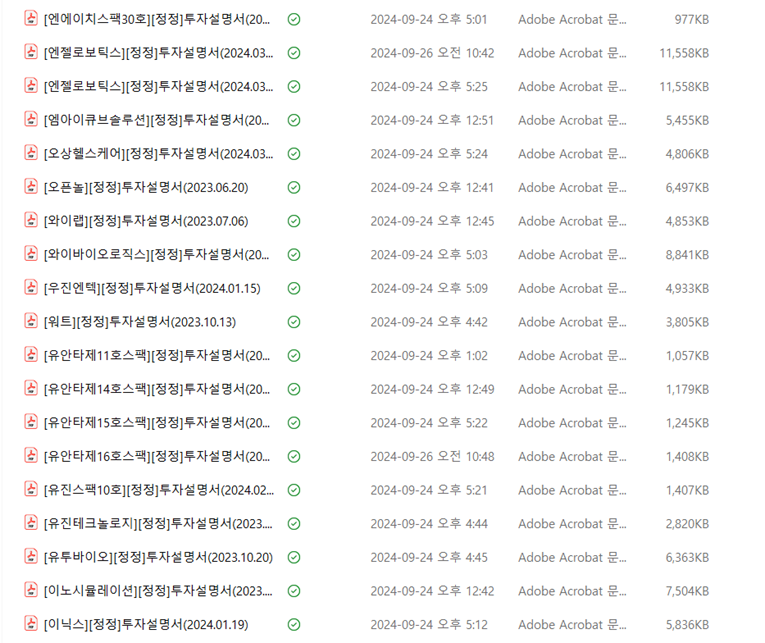 [엔에이치스팩30호][정정]투자설명서(20... 2024-09-24 오후 5:01 Adobe Acrobat 문... 977KB
[엔젤로보틱스][정정]투자설명서(2024.03... 2024-09-26 오전 10:42 Adobe Acrobat 문... 11,558KB
[엔젤로보틱스][정정]투자설명서(2024.03... 2024-09-24 오후 5:25 Adobe Acrobat 문... 11,558KB
[엠아이큐브솔루션][정정]투자설명서(20... 2024-09-24 오후 12:51 Adobe Acrobat 문... 5,455KB
[오상헬스케어][정정]투자설명서(2024.03... 2024-09-24 오후 5:24 Adobe Acrobat 문... 4,806KB
[오픈놀][정정]투자설명서(2023.06.20) 2024-09-24 오후 12:41 Adobe Acrobat 문... 6,497KB
[와이랩][정정]투자설명서(2023.07.06) 2024-09-24 오후 12:45 Adobe Acrobat 문... 4,853KB
[와이바이오로직스][정정]투자설명서(20... 2024-09-24 오후 5:03 Adobe Acrobat 문... 8,841KB
[우진엔텍][정정]투자설명서(2024.01.15) 2024-09-24 오후 5:09 Adobe Acrobat 문... 4,933KB
[워트][정정]투자설명서(2023.10.13) 2024-09-24 오후 4:42 Adobe Acrobat 문... 3,805KB
[유안타제11호스팩][정정]투자설명서(20... 2024-09-24 오후 1:02 Adobe Acrobat 문... 1,057KB
[유안타제14호스팩][정정]투자설명서(20... 2024-09-24 오후 12:49 Adobe Acrobat 문... 1,179KB
[유안타제15호스팩][정정]투자설명서(20... 2024-09-24 오후 5:22 Adobe Acrobat 문... 1,245KB
[유안타제16호스팩][정정]투자설명서(20... 2024-09-26 오전 10:48 Adobe Acrobat 문... 1,408KB
[유진스팩10호][정정]투자설명서(2024.02... 2024-09-24 오후 5:21 Adobe Acrobat 문... 1,407KB
[유진테크놀로지][정정]투자설명서(2023.... 2024-09-24 오후 4:44 Adobe Acrobat 문... 2,820KB
[유투바이오][정정]투자설명서(2023.10.20) 2024-09-24 오후 4:45 Adobe Acrobat 문... 6,363KB
[이노시뮬레이션][정정]투자설명서(2023.... 2024-09-24 오후 12:42 Adobe Acrobat 문... 7,504KB
[이닉스][정정]투자설명서(2024.01.19) 2024-09-24 오후 5:12 Adobe Acrobat 문... 5,836KB